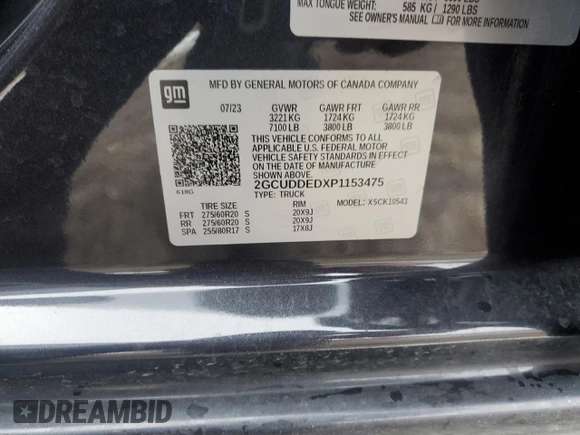 MAX TONGUE WEIGHT: 585 KG / 1290 LBS
SEE OWNER'S MANUAL FOR MORE INFORMATION
gm
MFD BY GENERAL MOTORS OF CANADA COMPANY
07/23 GVWR GAWR FRT GAWR RR
3221 KG 1724 KG 1724 KG
7100 LB 3800 LB 3800 LB
THIS VEHICLE CONFORMS TO ALL
APPLICABLE U.S. FEDERAL MOTOR
VEHICLE SAFETY STANDARDS IN EFFECT
ON THE DATE OF MANUFACTURE SHOWN ABOVE.
618G
2GCUDDEDXP1153475
TYPE: TRUCK MODEL: X5CK10543
TIRE SIZE RIM
FRT 275/60R20 S 20X9J
RR 275/60R20 S 20X9J
SPA 255/80R17 S 17X8J
DREAMBID